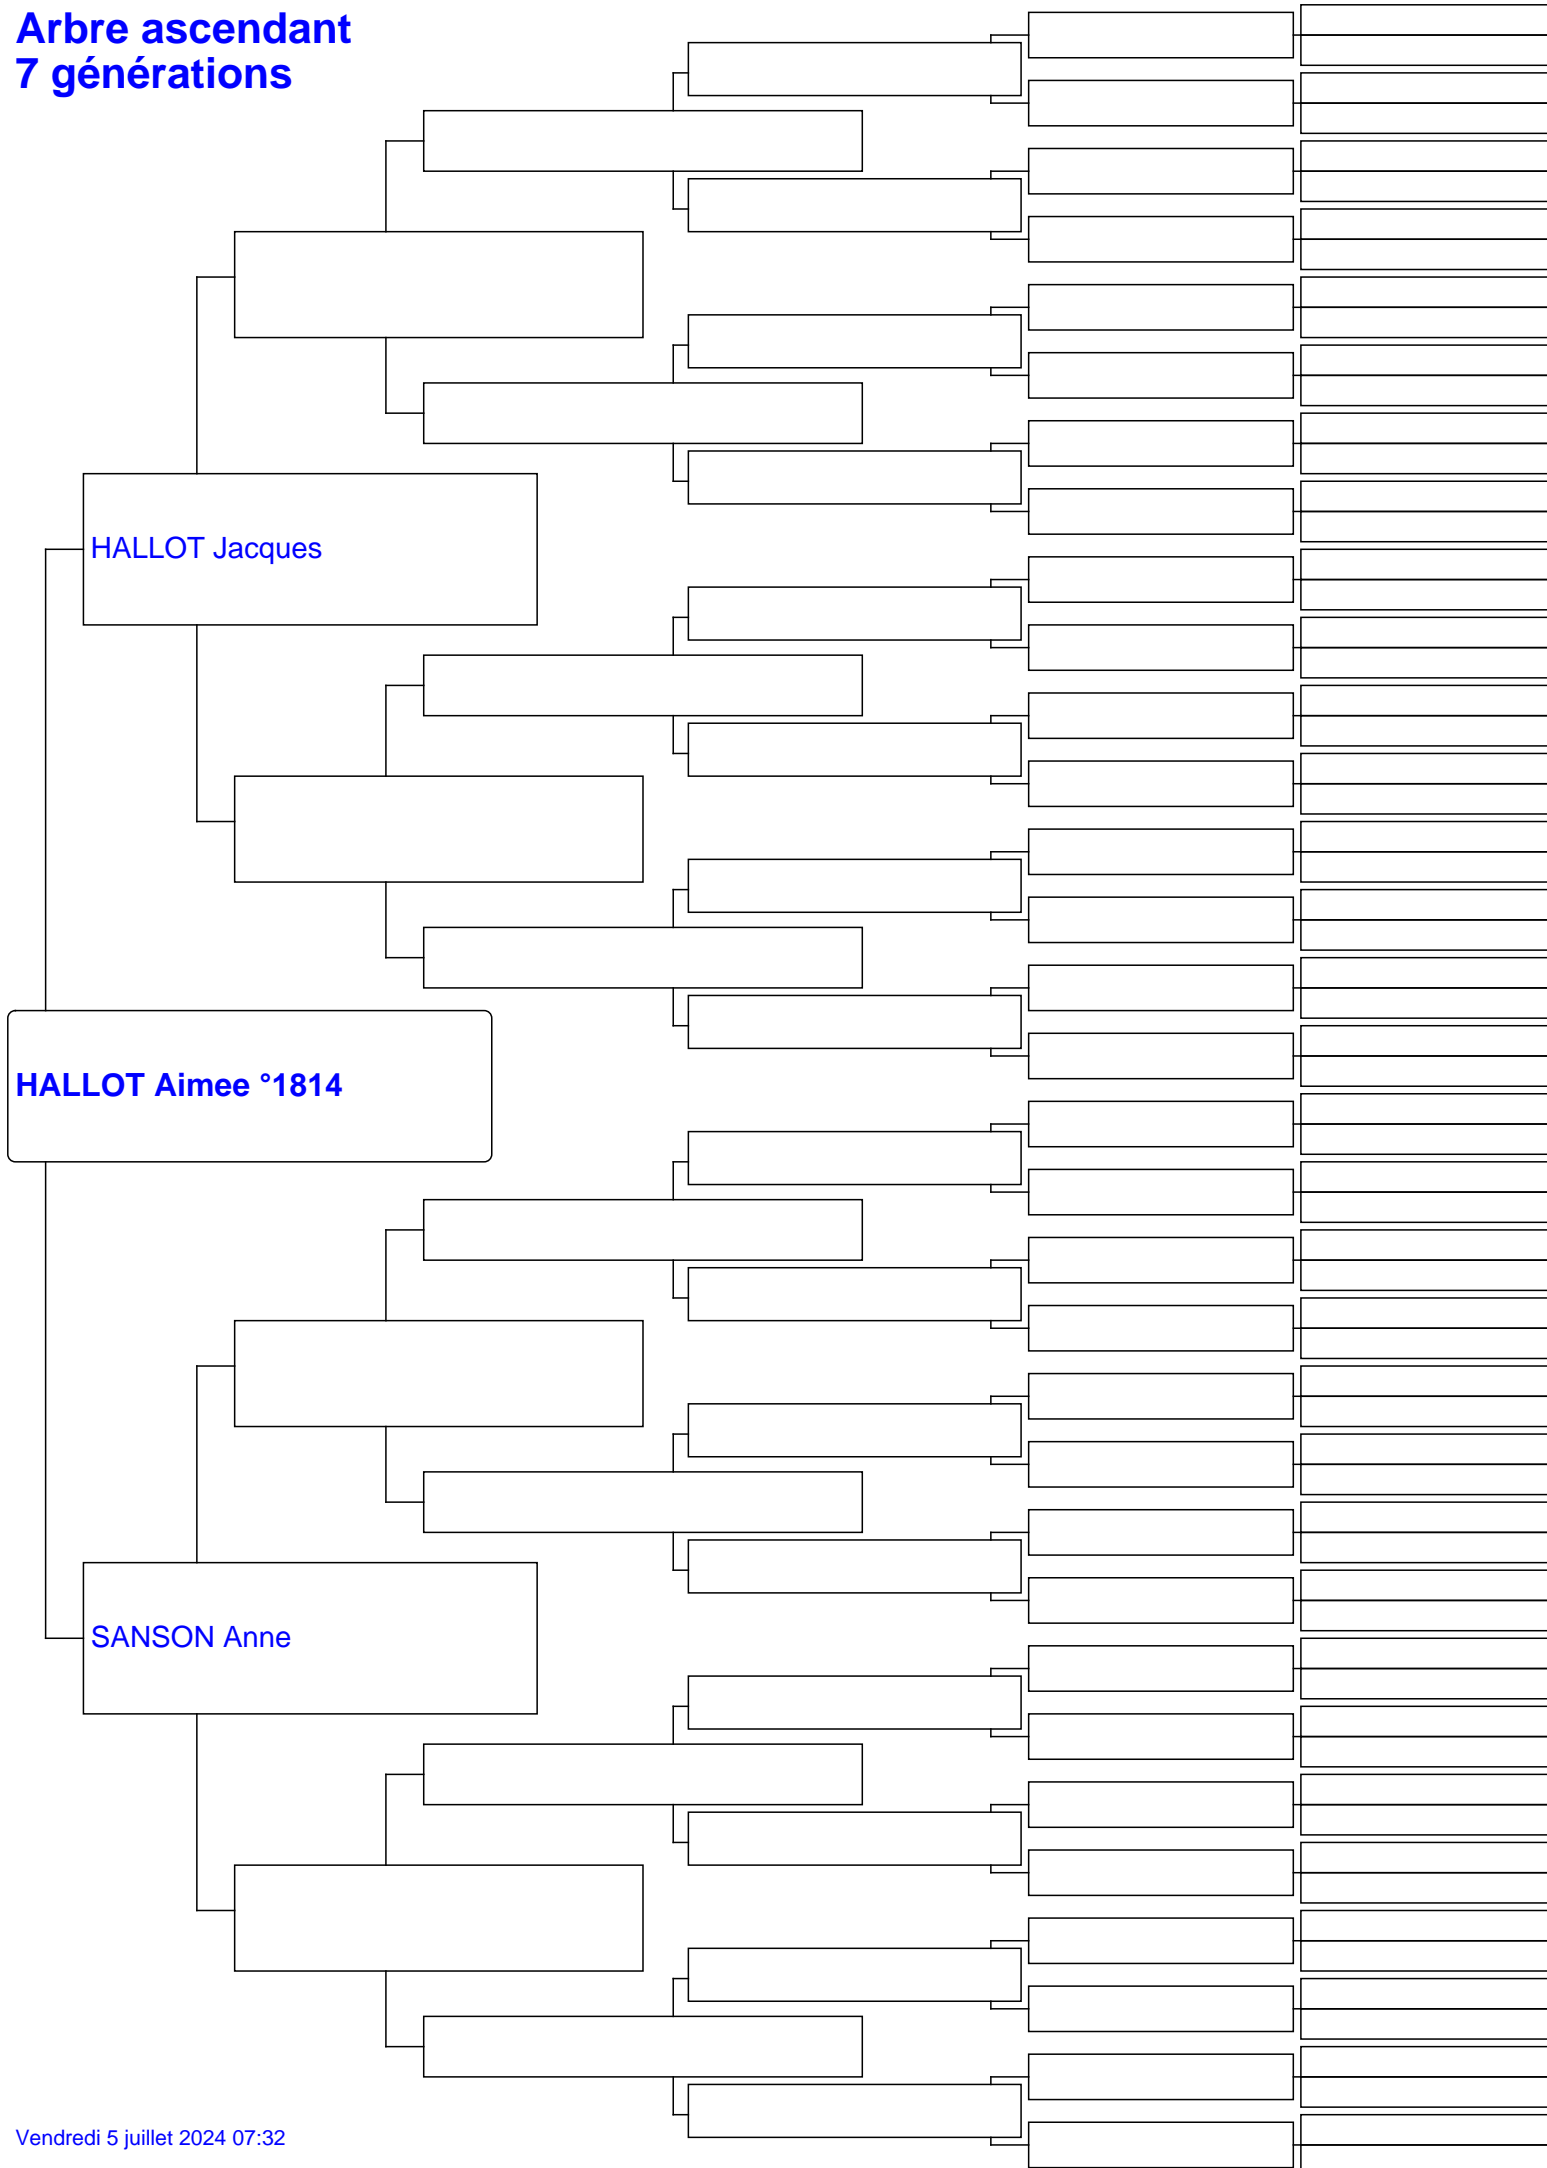 Arbre ascendant
7 générations
HALLOT Jacques
HALLOT Aimee °1814
SANSON Anne
Vendredi 5 juillet 2024 07:32